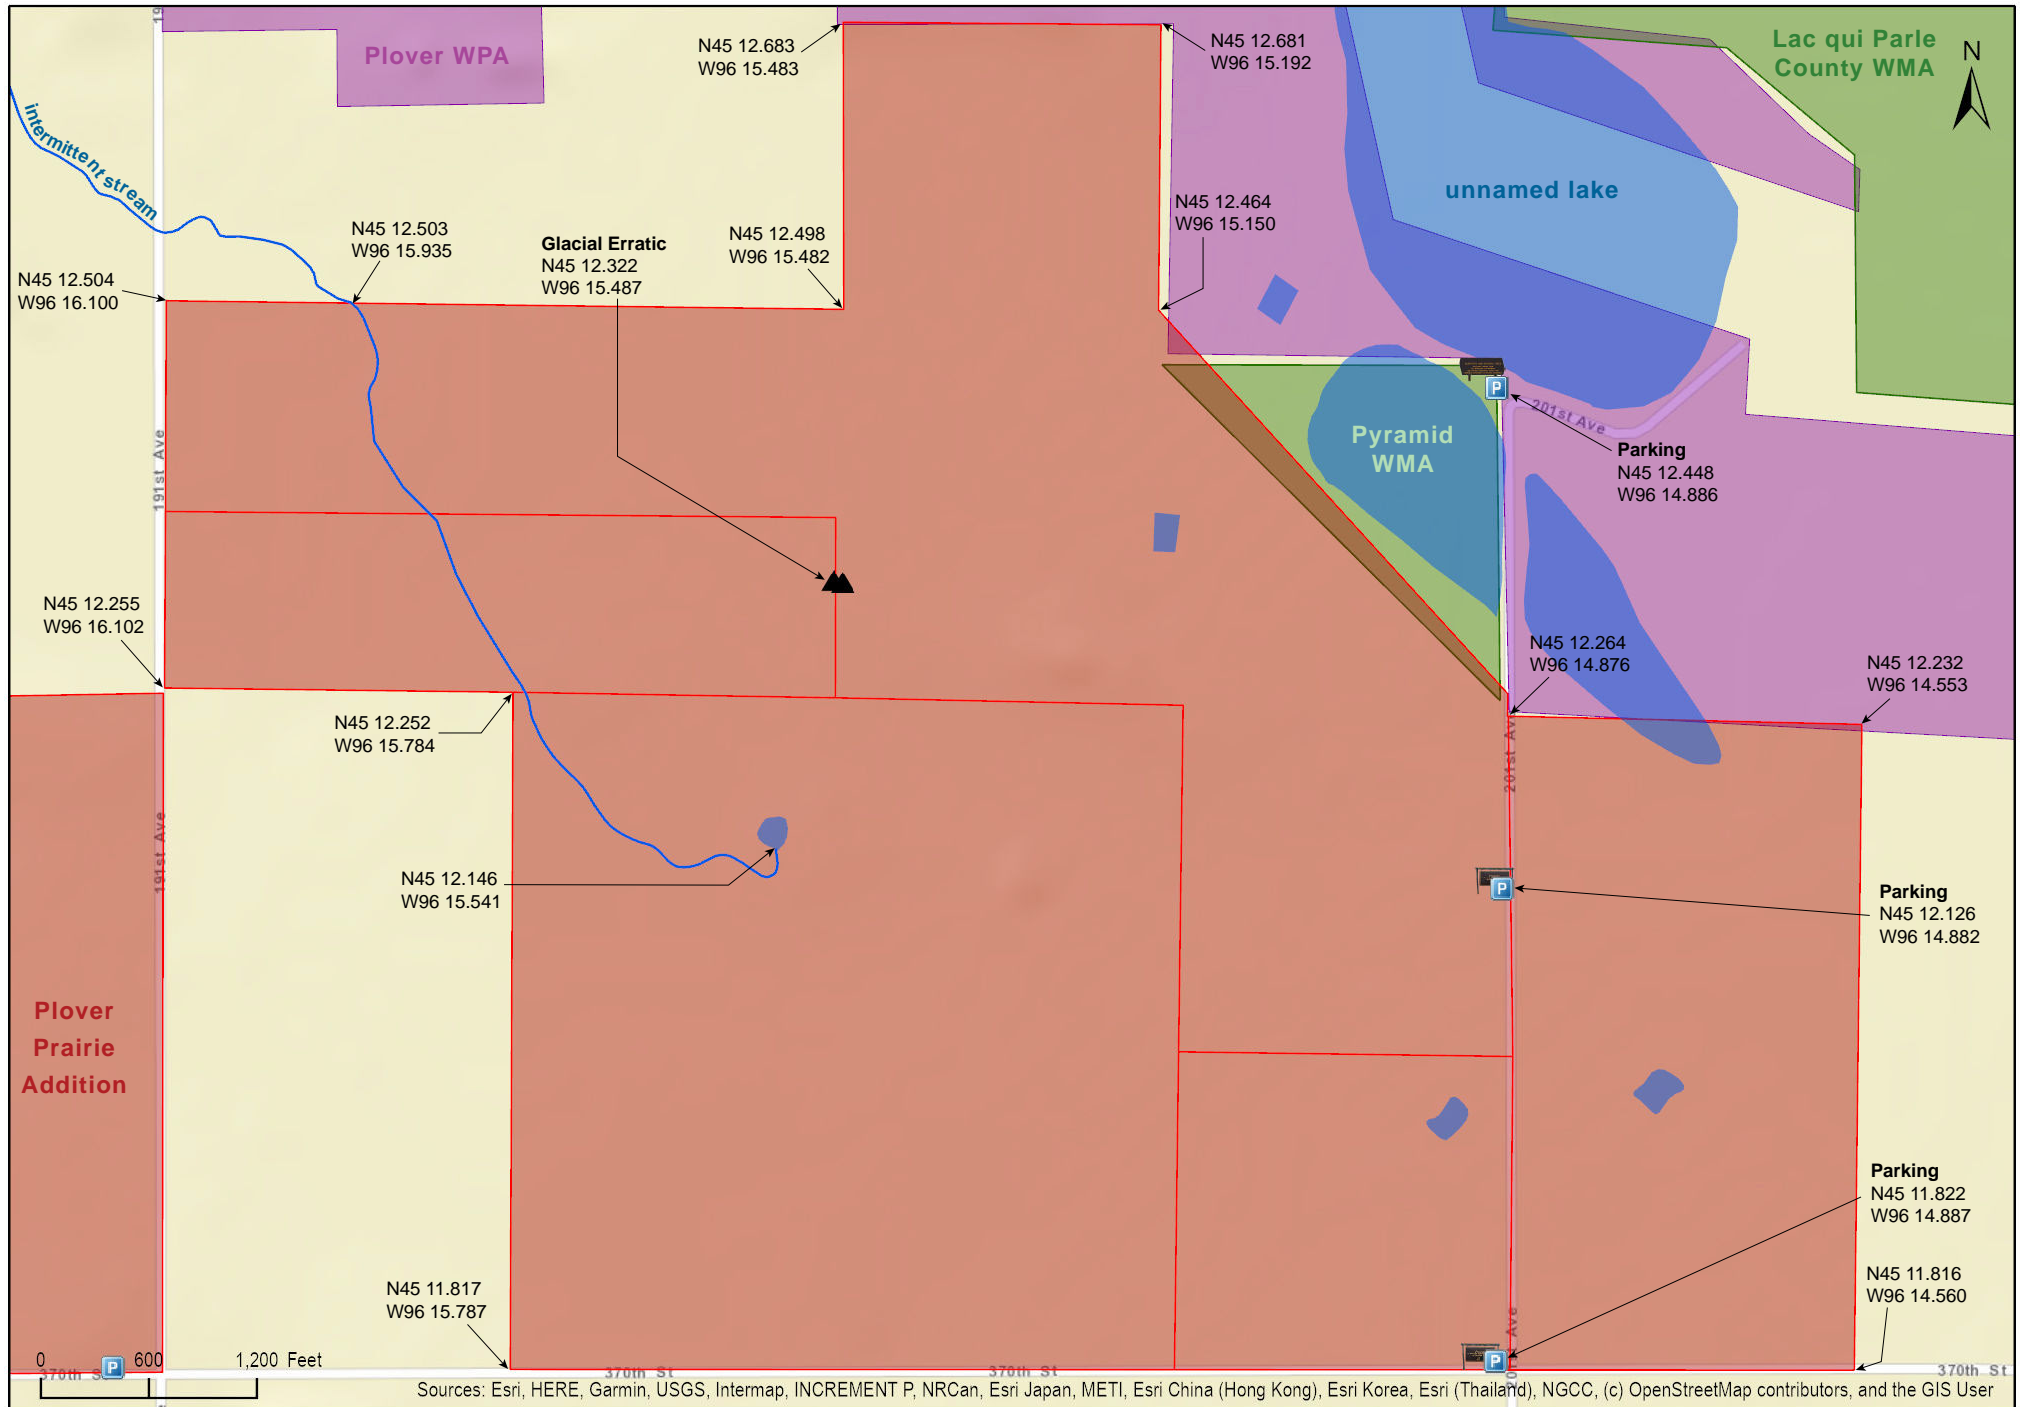 19
Plover WPA
N45 12.683
W96 15.483
N45 12.681
W96 15.192
Lac qui Parle
County WMA
N
intermittent stream
unnamed lake
N45 12.464
W96 15.150
N45 12.503
W96 15.935
Glacial Erratic
N45 12.322
W96 15.487
N45 12.498
W96 15.482
N45 12.504
W96 16.100
P
201st Ave
Pyramid
WMA
Parking
N45 12.448
W96 14.886
191st Ave
N45 12.255
W96 16.102
N45 12.264
W96 14.876
N45 12.232
W96 14.553
N45 12.252
W96 15.784
201st Ave
191st Ave
N45 12.146
W96 15.541
P
Parking
N45 12.126
W96 14.882
Plover
Prairie
Addition
Parking
N45 11.822
W96 14.887
N45 11.817
W96 15.787
N45 11.816
W96 14.560
201st Ave
P
0 600 1,200 Feet
P
370th St
370th St
370th St
370th St
Sources: Esri, HERE, Garmin, USGS, Intermap, INCREMENT P, NRCan, Esri Japan, METI, Esri China (Hong Kong), Esri Korea, Esri (Thailand), NGCC, (c) OpenStreetMap contributors, and the GIS User